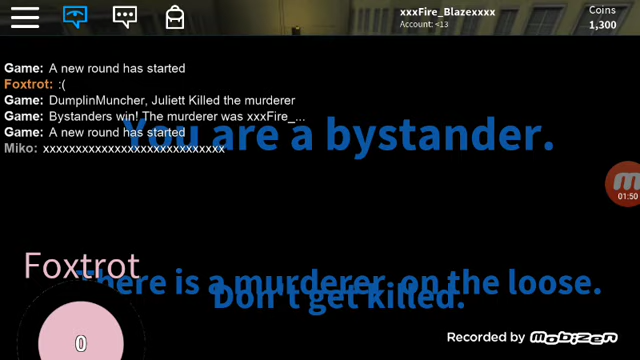 xxxFire_Blazexxxx
Account: <13
Coins
1,300
Game: A new round has started
Foxtrot: :(
Game: DumplinMuncher, Juliett Killed the murderer
Game: Bystanders win! The murderer was xxxFire_...
Game: A new round has started
Miko: xxxxxxxxxxxxxxxxxxxxxxxxxxxx
You are a bystander.
01:50
Foxtrot
There is a murderer on the loose.
Don't get killed.
0
Recorded by mobizen